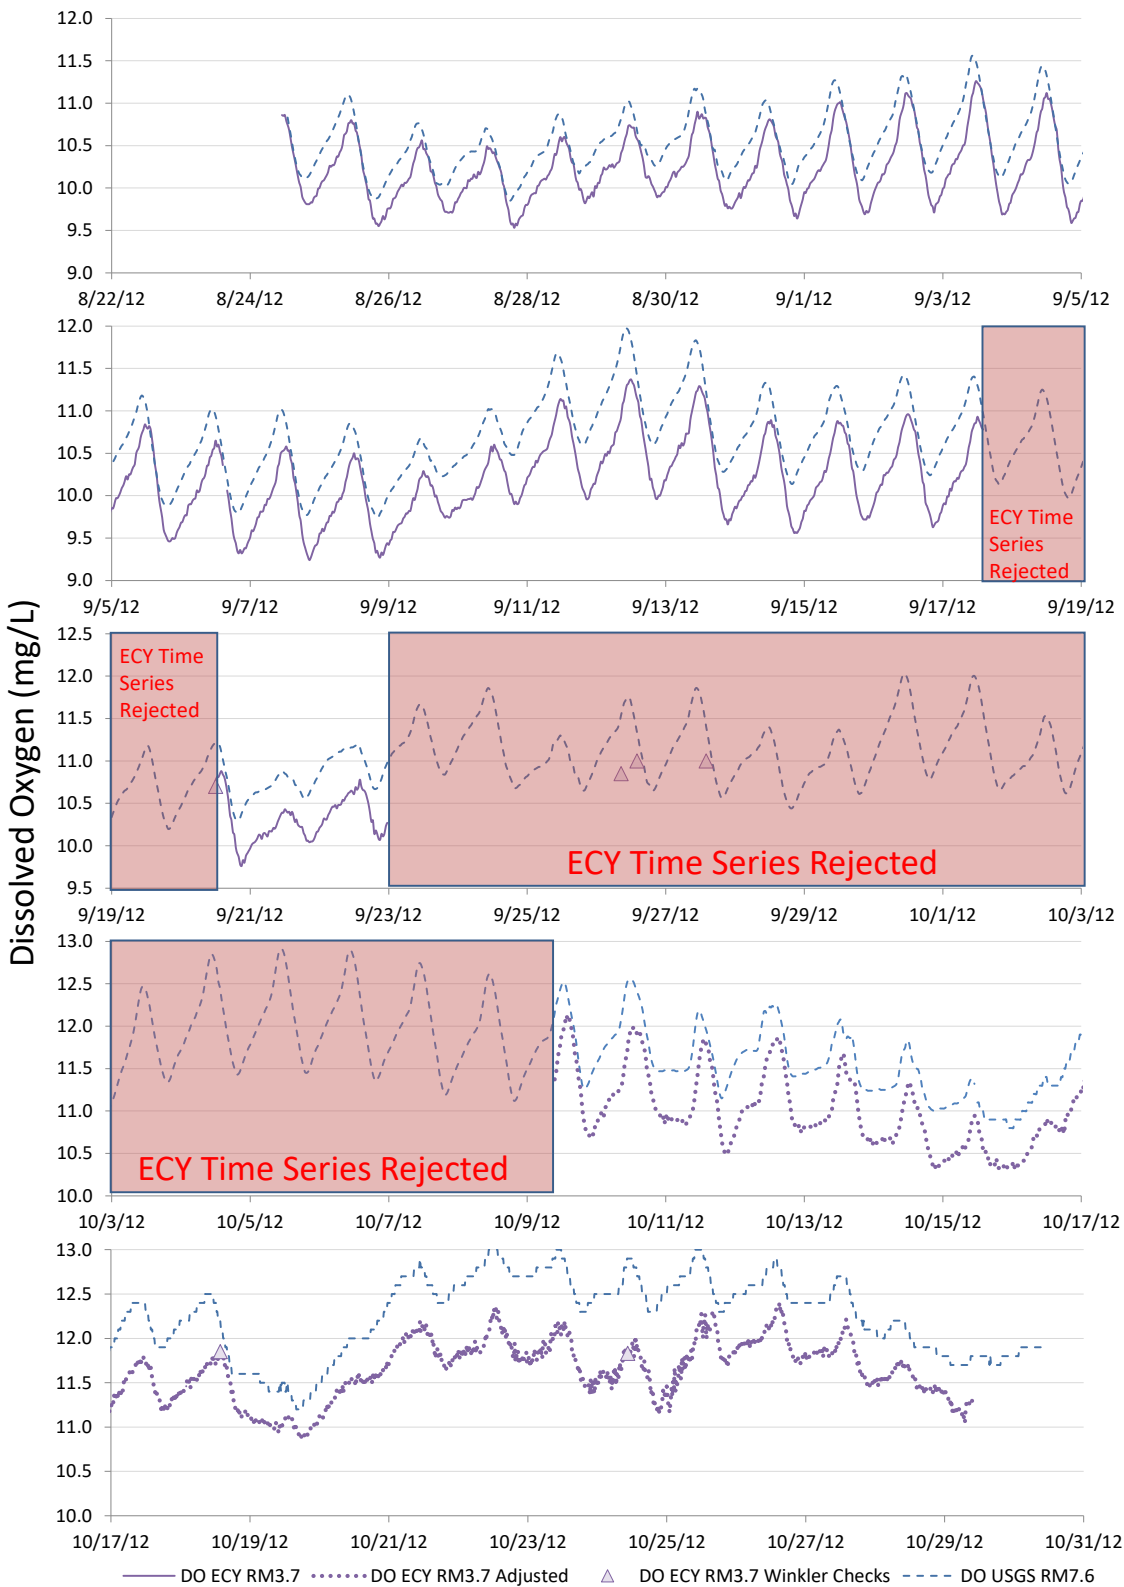 12.0
11.5
11.0
10.5
10.0
9.5
9.0
8/22/12 8/24/12 8/26/12 8/28/12 8/30/12 9/1/12 9/3/12 9/5/12
12.0
11.5
11.0
10.5
10.0
9.5
9.0
ECY Time
Series
Rejected
9/5/12 9/7/12 9/9/12 9/11/12 9/13/12 9/15/12 9/17/12 9/19/12
Dissolved Oxygen (mg/L)
12.5
12.0
11.5
11.0
10.5
10.0
9.5
ECY Time
Series
Rejected
ECY Time Series Rejected
9/19/12 9/21/12 9/23/12 9/25/12 9/27/12 9/29/12 10/1/12 10/3/12
13.0
12.5
12.0
11.5
11.0
10.5
10.0
ECY Time Series Rejected
10/3/12 10/5/12 10/7/12 10/9/12 10/11/12 10/13/12 10/15/12 10/17/12
13.0
12.5
12.0
11.5
11.0
10.5
10.0
10/17/12 10/19/12 10/21/12 10/23/12 10/25/12 10/27/12 10/29/12 10/31/12
DO ECY RM3.7 DO ECY RM3.7 Adjusted DO ECY RM3.7 Winkler Checks DO USGS RM7.6